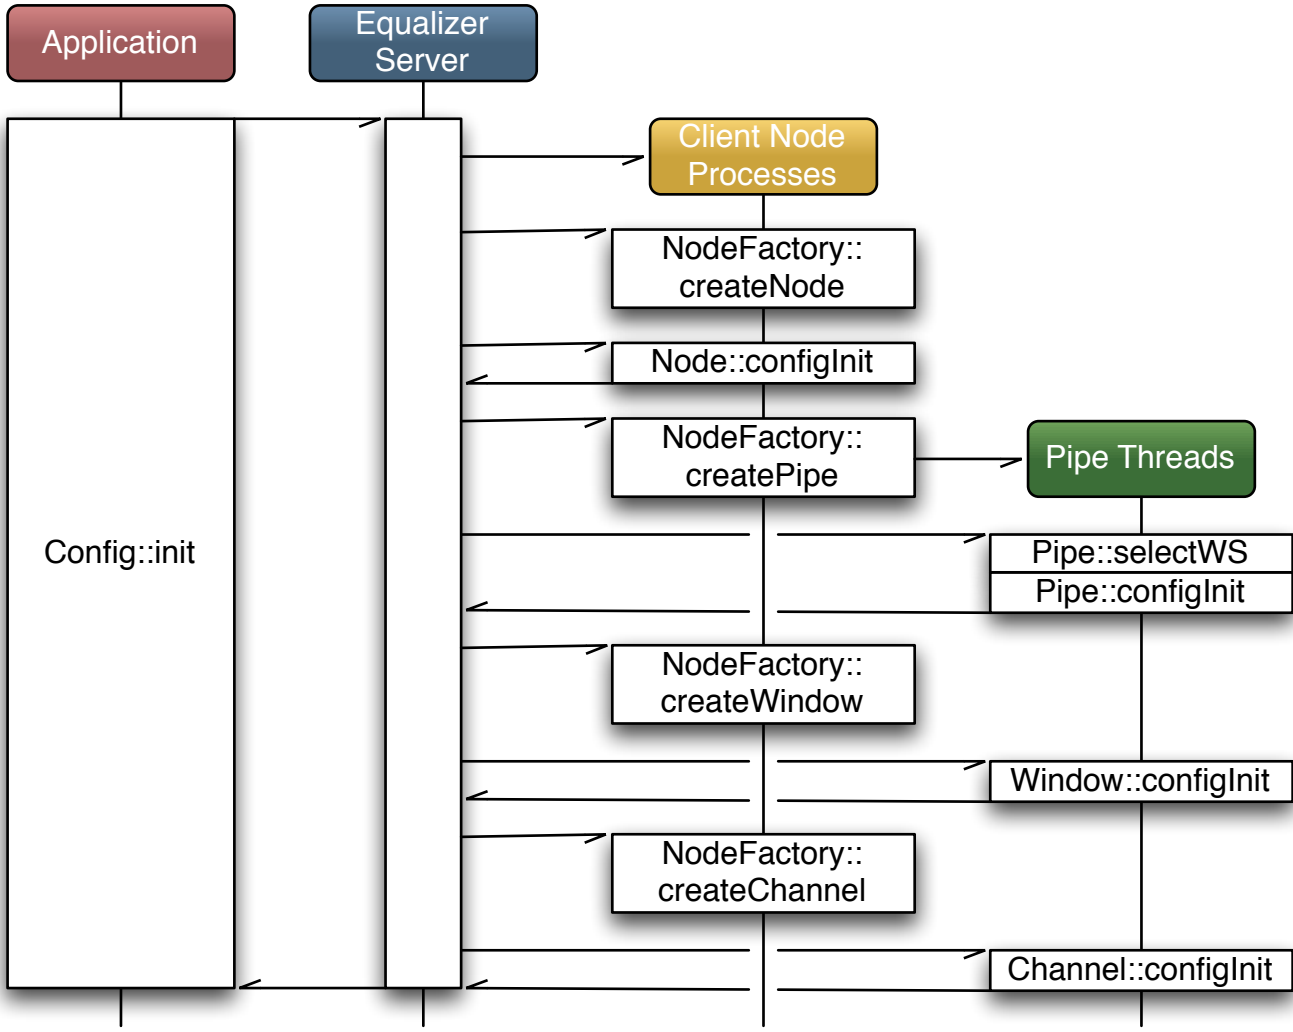 Application
Equalizer
Server
Client Node
Processes
NodeFactory::
createNode
Node::configInit
NodeFactory::
createPipe
Pipe Threads
Config::init
Pipe::selectWS
Pipe::configInit
NodeFactory::
createWindow
Window::configInit
NodeFactory::
createChannel
Channel::configInit